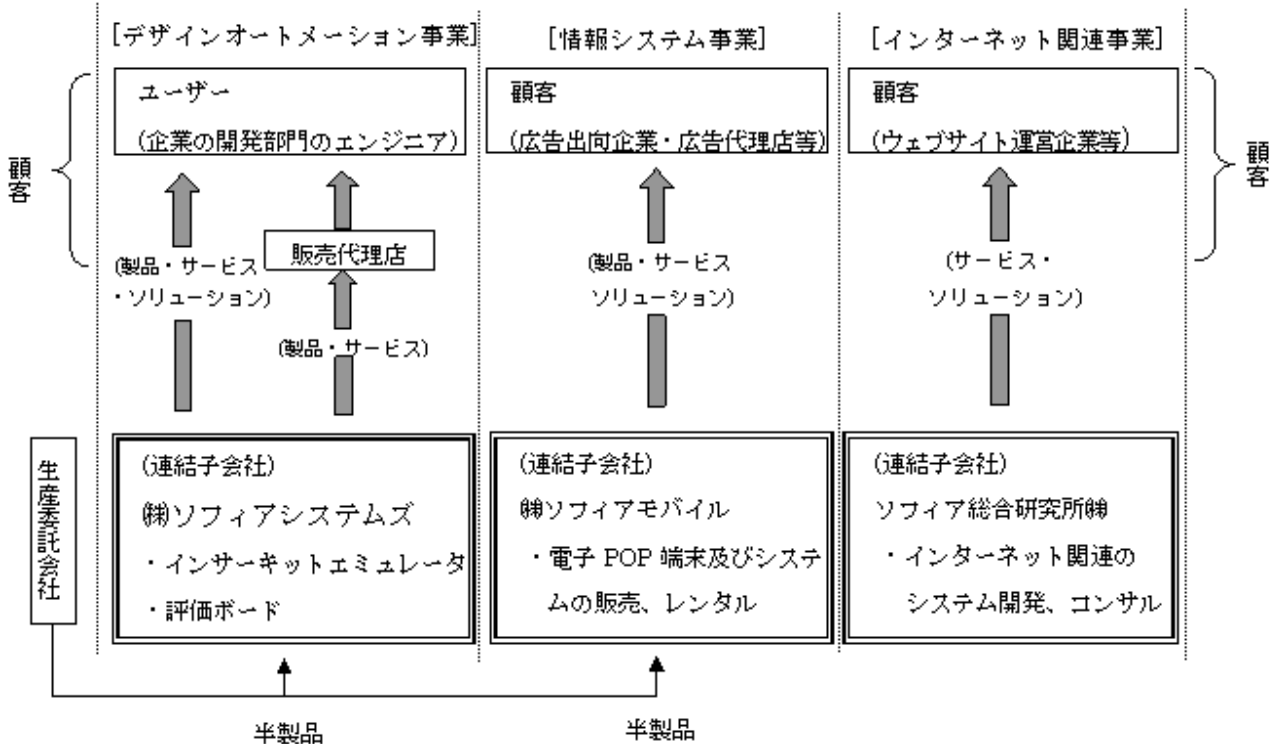 [デザインオートメーション事業]
[情報システム事業]
[インターネット関連事業]
ユーザー
(企業の開発部門のエンジニア)
顧客
(広告出向企業・広告代理店等)
顧客
(ウェブサイト運営企業等)
顧客
顧客
販売代理店
(製品・サービス
・ソリューション)
(製品・サービス)
(製品・サービス
ソリューション)
(サービス・
ソリューション)
生産委託会社
(連結子会社)
㈱ソフィアシステムズ
・インサーキットエミュレータ
・評価ボード
(連結子会社)
㈱ソフィアモバイル
・電子 POP 端末及びシステ
ムの販売、レンタル
(連結子会社)
ソフィア総合研究所㈱
・インターネット関連の
システム開発、コンサル
半製品
半製品